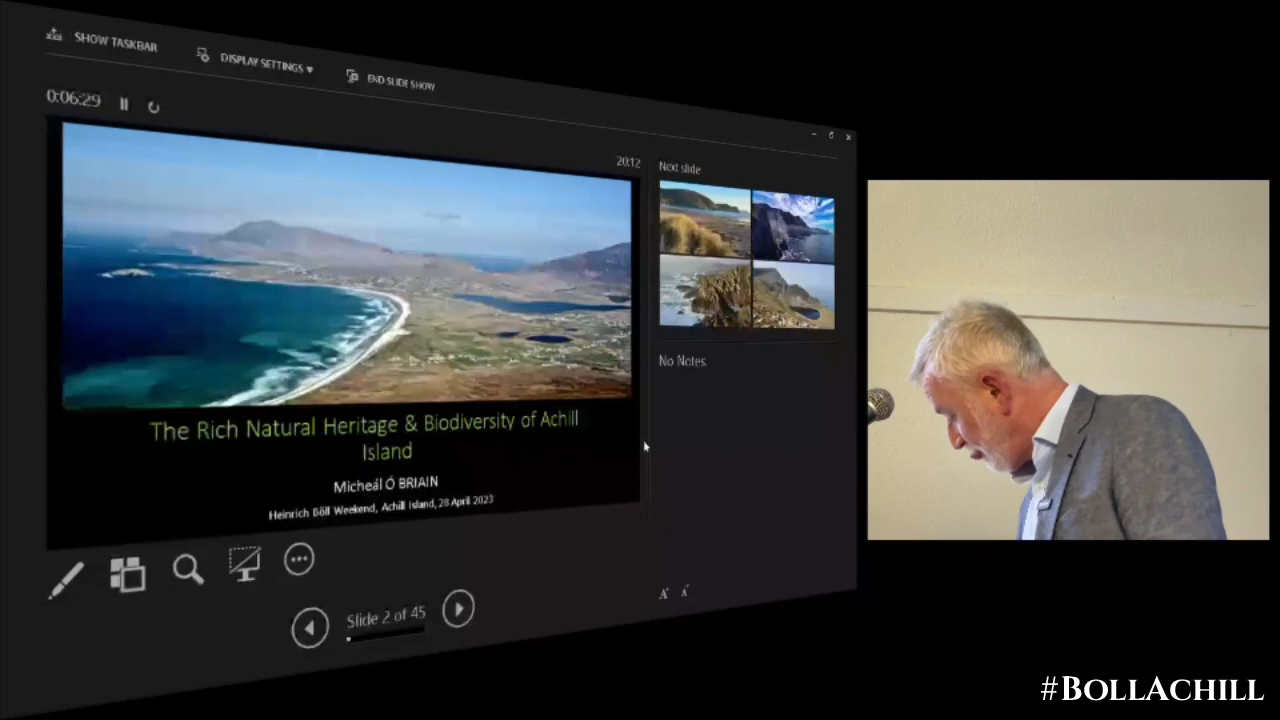 SHOW TASKBAR
DISPLAY SETTINGS ▾
END SLIDE SHOW
0:06:29
20:12
Next slide
The Rich Natural Heritage & Biodiversity of Achill
Island
Micheál Ó BRIAIN
Heinrich Böll Weekend, Achill Island, 28 April 2023
No Notes.
A A
Slide 2 of 45
#BOLLACHILL